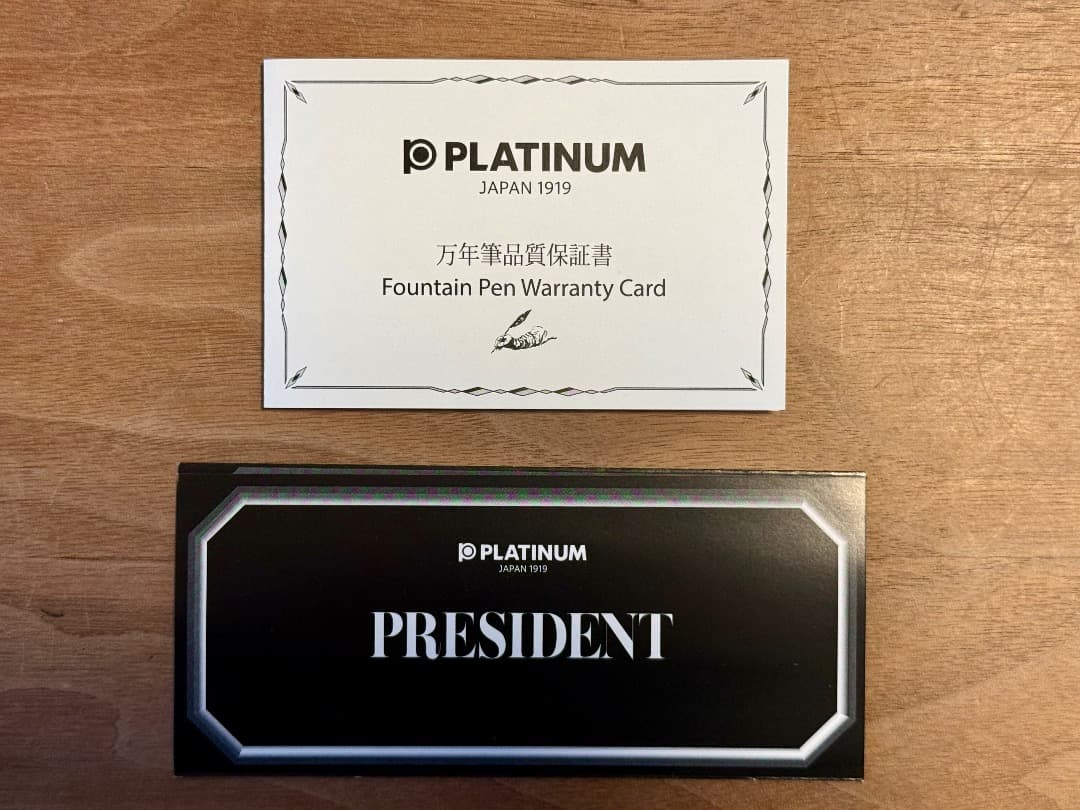 PLATINUM
JAPAN 1919
万年筆品質保証書
Fountain Pen Warranty Card
PLATINUM
JAPAN 1919
PRESIDENT